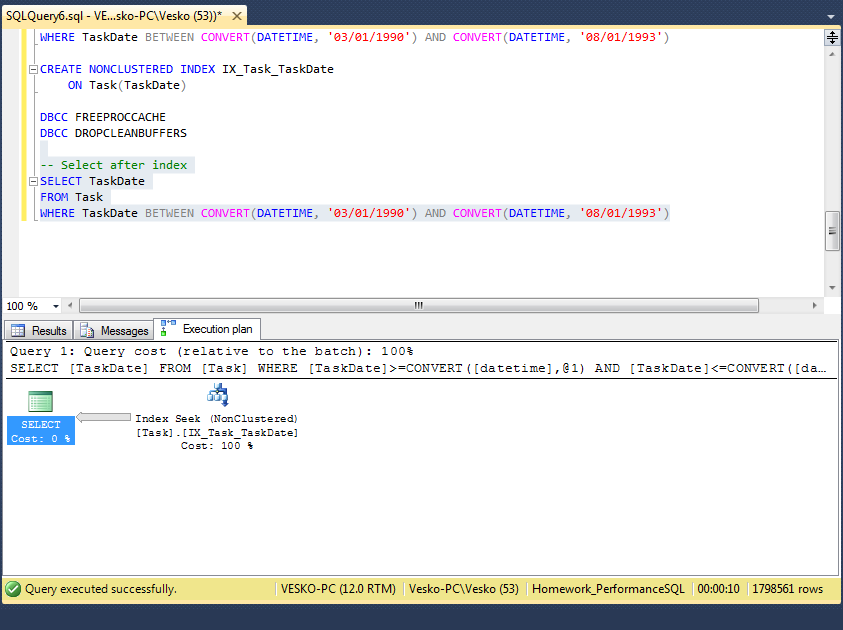 SQLQuery6.sql - VE...sko-PC\Vesko (53))*
WHERE TaskDate BETWEEN CONVERT(DATETIME, '03/01/1990') AND CONVERT(DATETIME, '08/01/1993')
CREATE NONCLUSTERED INDEX IX_Task_TaskDate
ON Task(TaskDate)
DBCC FREEPROCCACHE
DBCC DROPCLEANBUFFERS
-- Select after index
SELECT TaskDate
FROM Task
WHERE TaskDate BETWEEN CONVERT(DATETIME, '03/01/1990') AND CONVERT(DATETIME, '08/01/1993')
100 %
Results Messages Execution plan
Query 1: Query cost (relative to the batch): 100%
SELECT [TaskDate] FROM [Task] WHERE [TaskDate]>=CONVERT([datetime],@1) AND [TaskDate]<=CONVERT([da...
SELECT
Cost: 0 %
Index Seek (NonClustered)
[Task].[IX_Task_TaskDate]
Cost: 100 %
Query executed successfully. VESKO-PC (12.0 RTM) Vesko-PC\Vesko (53) Homework_PerformanceSQL 00:00:10 1798561 rows